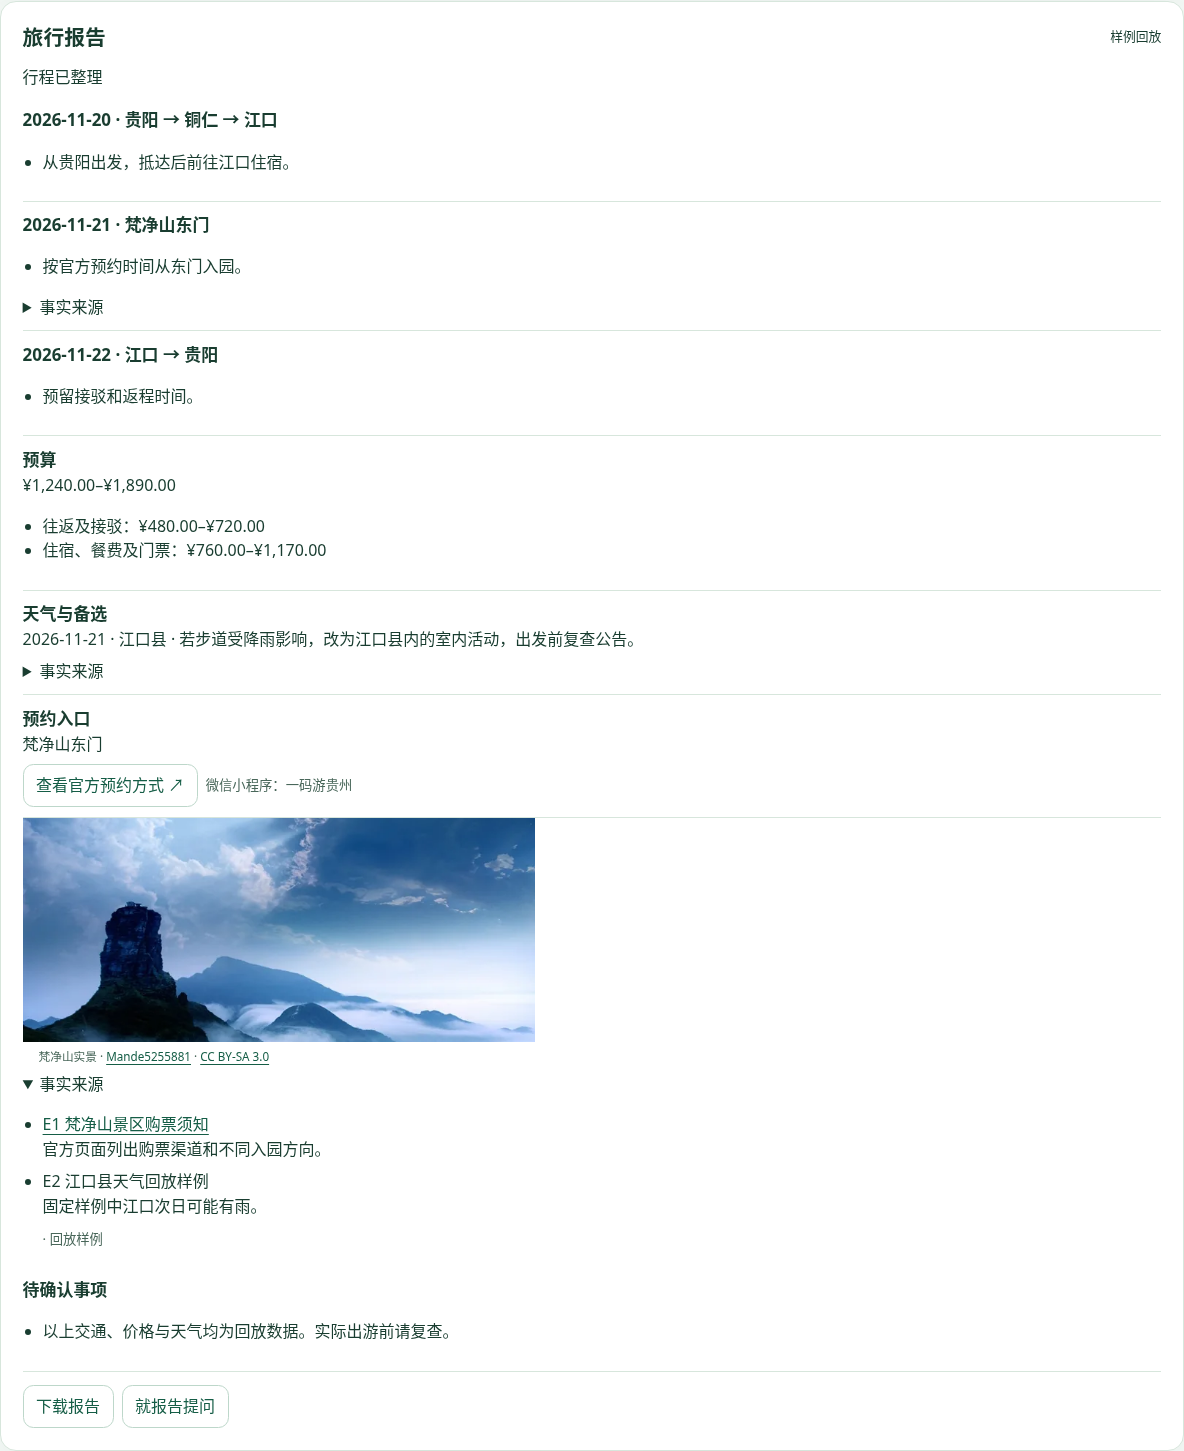 旅行报告
样例回放
行程已整理
2026-11-20 · 贵阳 → 铜仁 → 江口
• 从贵阳出发，抵达后前往江口住宿。
2026-11-21 · 梵净山东门
• 按官方预约时间从东门入园。
▶ 事实来源
2026-11-22 · 江口 → 贵阳
• 预留接驳和返程时间。
预算
¥1,240.00–¥1,890.00
• 往返及接驳：¥480.00–¥720.00
• 住宿、餐费及门票：¥760.00–¥1,170.00
天气与备选
2026-11-21 · 江口县 · 若步道受降雨影响，改为江口县内的室内活动，出发前复查公告。
▶ 事实来源
预约入口
梵净山东门
查看官方预约方式 ↗ 微信小程序：一码游贵州
梵净山实景 · Mande5255881 · CC BY-SA 3.0
▼ 事实来源
• E1 梵净山景区购票须知
官方页面列出购票渠道和不同入园方向。
• E2 江口县天气回放样例
固定样例中江口次日可能有雨。
· 回放样例
待确认事项
• 以上交通、价格与天气均为回放数据。实际出游前请复查。
下载报告 就报告提问